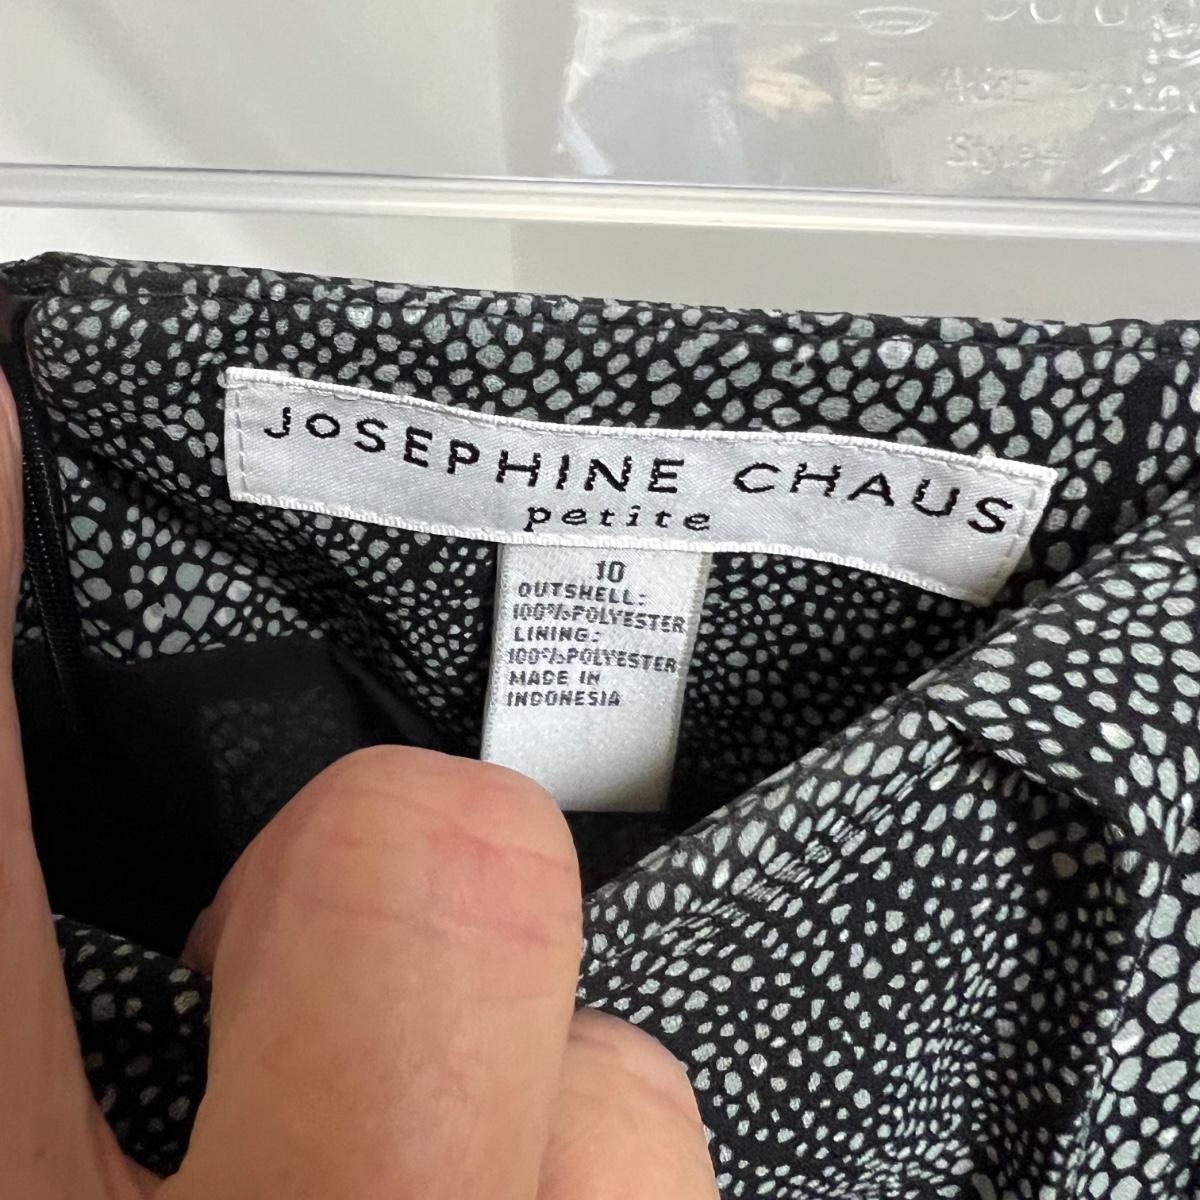 JoSEPHINE CHAUS
petite
10
OUTSHELL:
100%POLYESTER
LINING:
100%POLYESTER
MADE IN
INDONESIA